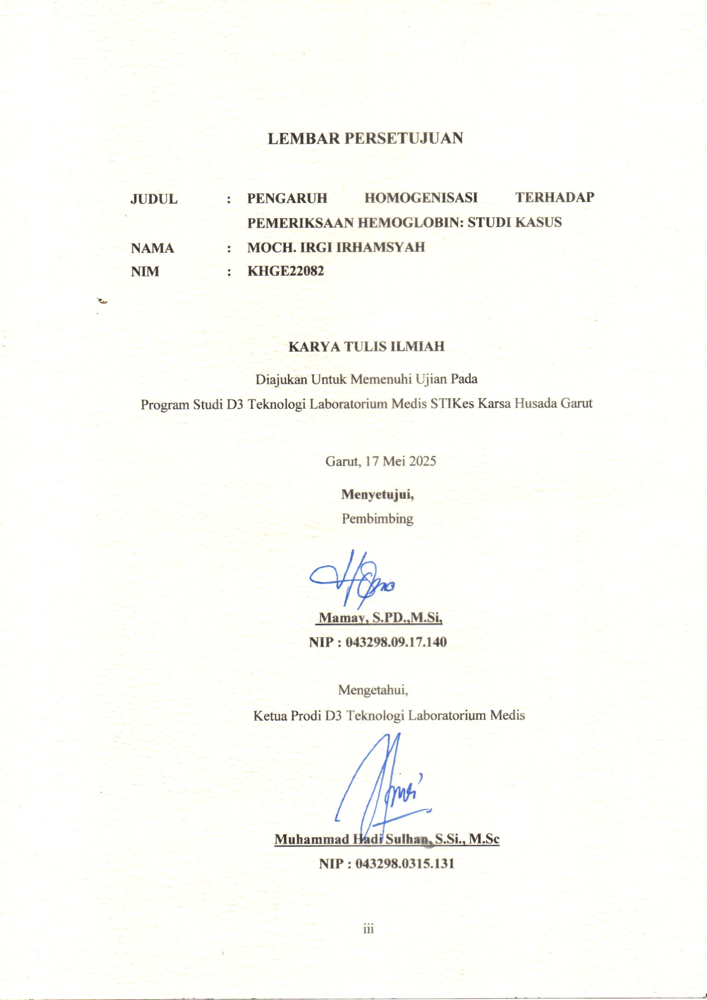 LEMBAR PERSETUJUAN
JUDUL : PENGARUH HOMOGENISASI TERHADAP
PEMERIKSAAN HEMOGLOBIN: STUDI KASUS
NAMA : MOCH. IRGI IRHAMSYAH
NIM : KHGE22082
KARYA TULIS ILMIAH
Diajukan Untuk Memenuhi Ujian Pada
Program Studi D3 Teknologi Laboratorium Medis STIKes Karsa Husada Garut
Garut, 17 Mei 2025
Menyetujui,
Pembimbing
Mamay, S.PD.,M.Si,
NIP : 043298.09.17.140
Mengetahui,
Ketua Prodi D3 Teknologi Laboratorium Medis
Muhammad Hadi Sulhan, S.Si., M.Sc
NIP : 043298.0315.131
iii